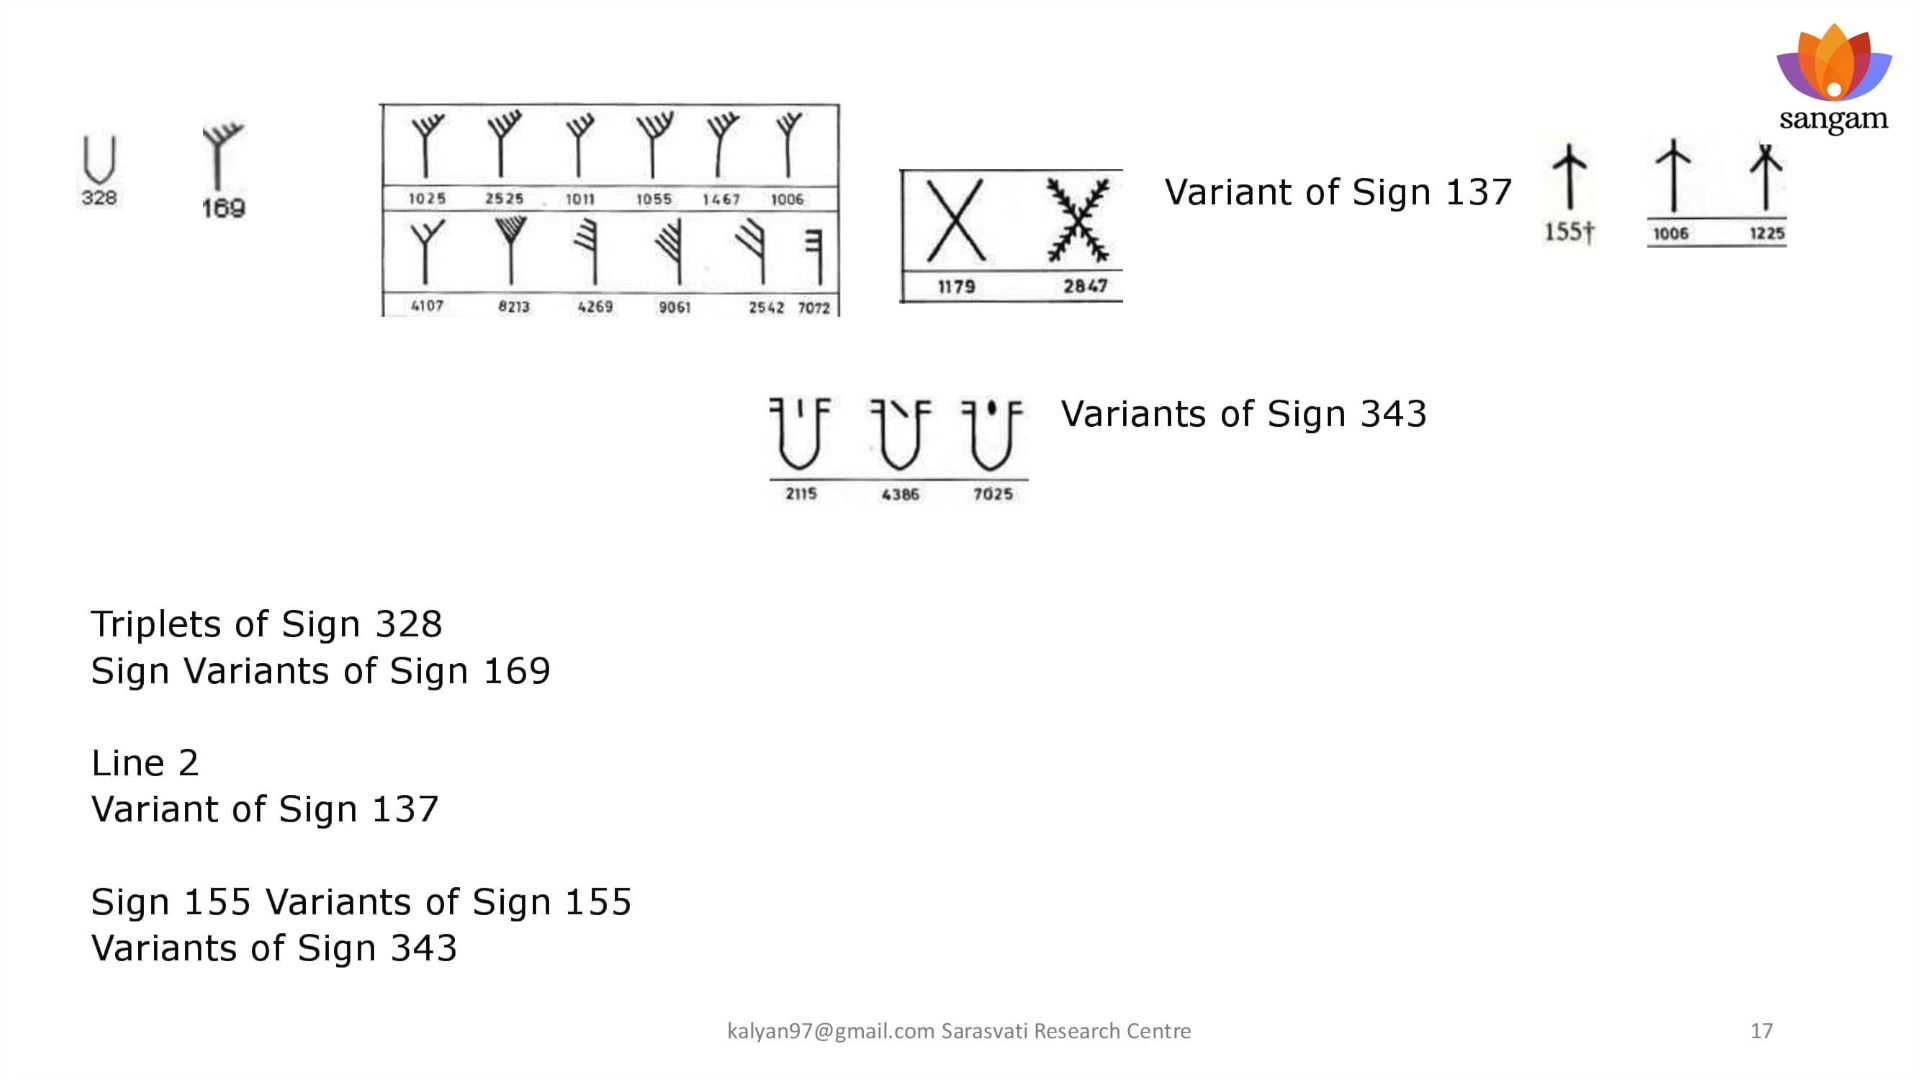 sangam
328
169
1025 2525 1011 1055 1467 1006
4107 8213 4269 9061 2542 7072
1179 2847
Variant of Sign 137
155†
1006 1225
2115 4386 7025
Variants of Sign 343
Triplets of Sign 328
Sign Variants of Sign 169
Line 2
Variant of Sign 137
Sign 155 Variants of Sign 155
Variants of Sign 343
kalyan97@gmail.com Sarasvati Research Centre
17